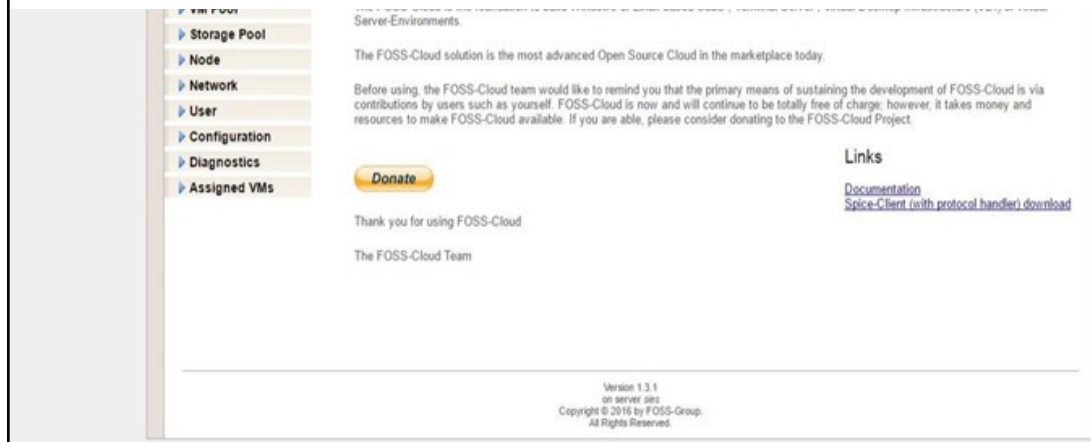 VM Pool
Storage Pool
Node
Network
User
Configuration
Diagnostics
Assigned VMs
Server-Environments.
The FOSS-Cloud solution is the most advanced Open Source Cloud in the marketplace today.
Before using, the FOSS-Cloud team would like to remind you that the primary means of sustaining the development of FOSS-Cloud is via
contributions by users such as yourself. FOSS-Cloud is now and will continue to be totally free of charge; however, it takes money and
resources to make FOSS-Cloud available. If you are able, please consider donating to the FOSS-Cloud Project.
Donate
Thank you for using FOSS-Cloud
The FOSS-Cloud Team
Links
Documentation
Spice-Client (with protocol handler) download
Version 1.3.1
on server sies
Copyright © 2016 by FOSS-Group.
All Rights Reserved.